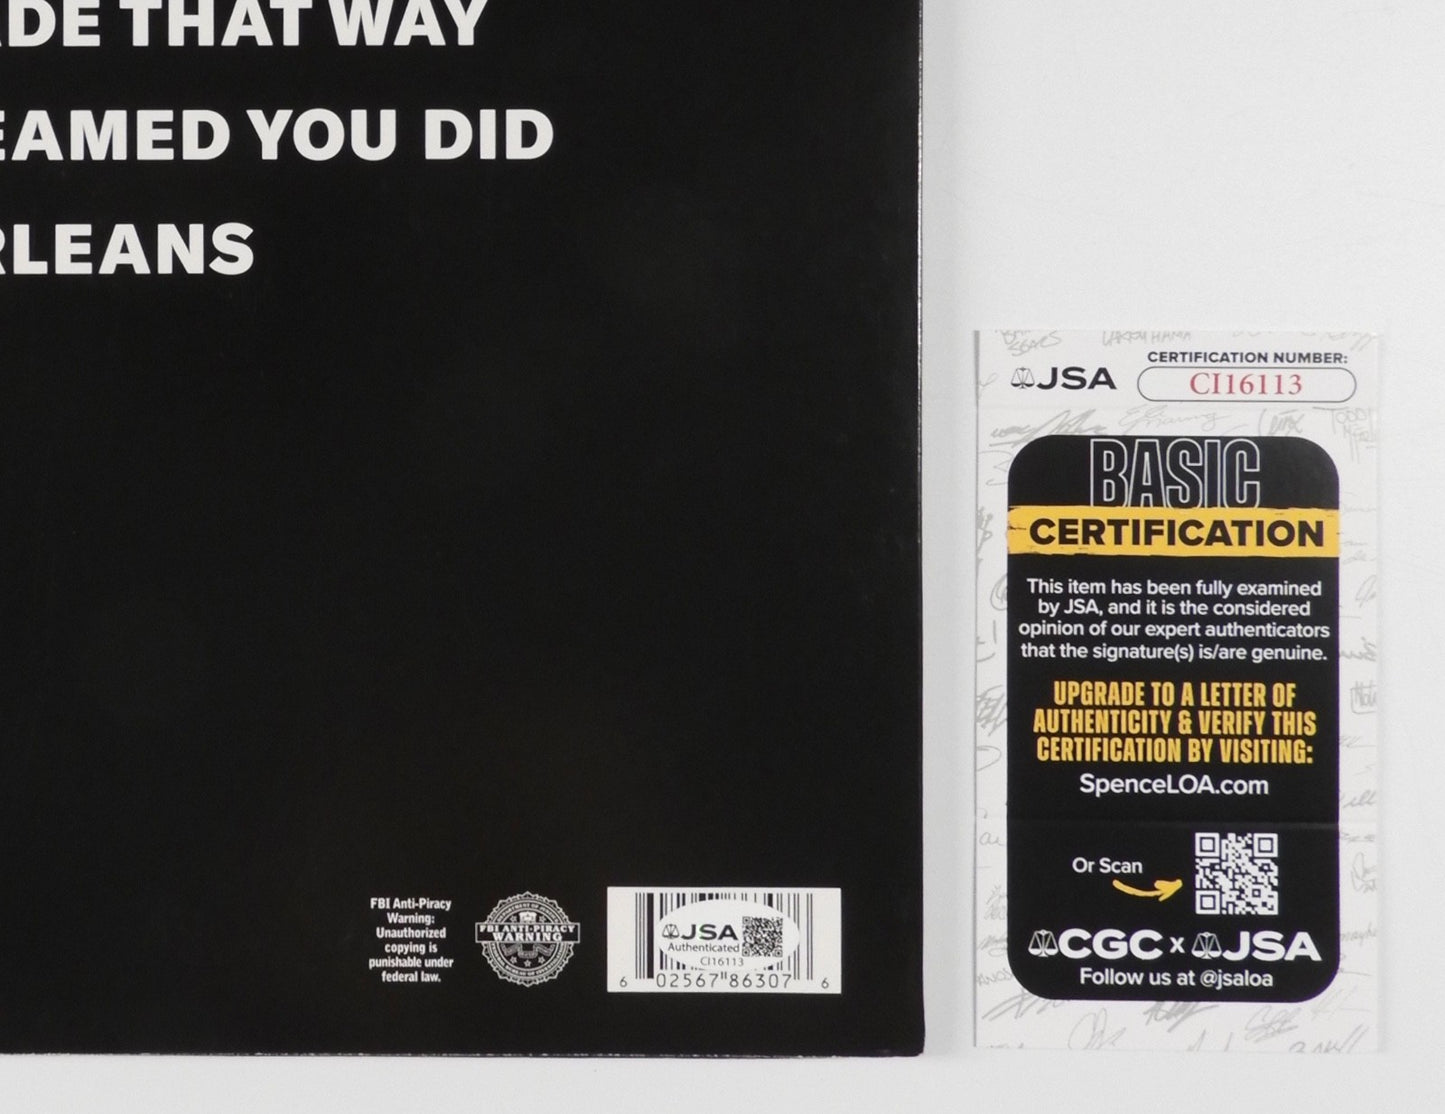 ADE THAT WAY
EAMED YOU DID
RLEANS
JSA
CERTIFICATION NUMBER:
CI16113
BASIC
CERTIFICATION
This item has been fully examined
by JSA, and it is the considered
opinion of our expert authenticators
that the signature(s) is/are genuine.
UPGRADE TO A LETTER OF
AUTHENTICITY & VERIFY THIS
CERTIFICATION BY VISITING:
SpenceLOA.com
Or Scan
CGC x JSA
Follow us at @jsaloa
FBI Anti-Piracy
Warning:
Unauthorized
copying is
punishable under
federal law.
FBI ANTI-PIRACY
WARNING
JSA
Authenticated
CI16113
6 02567 86307 6